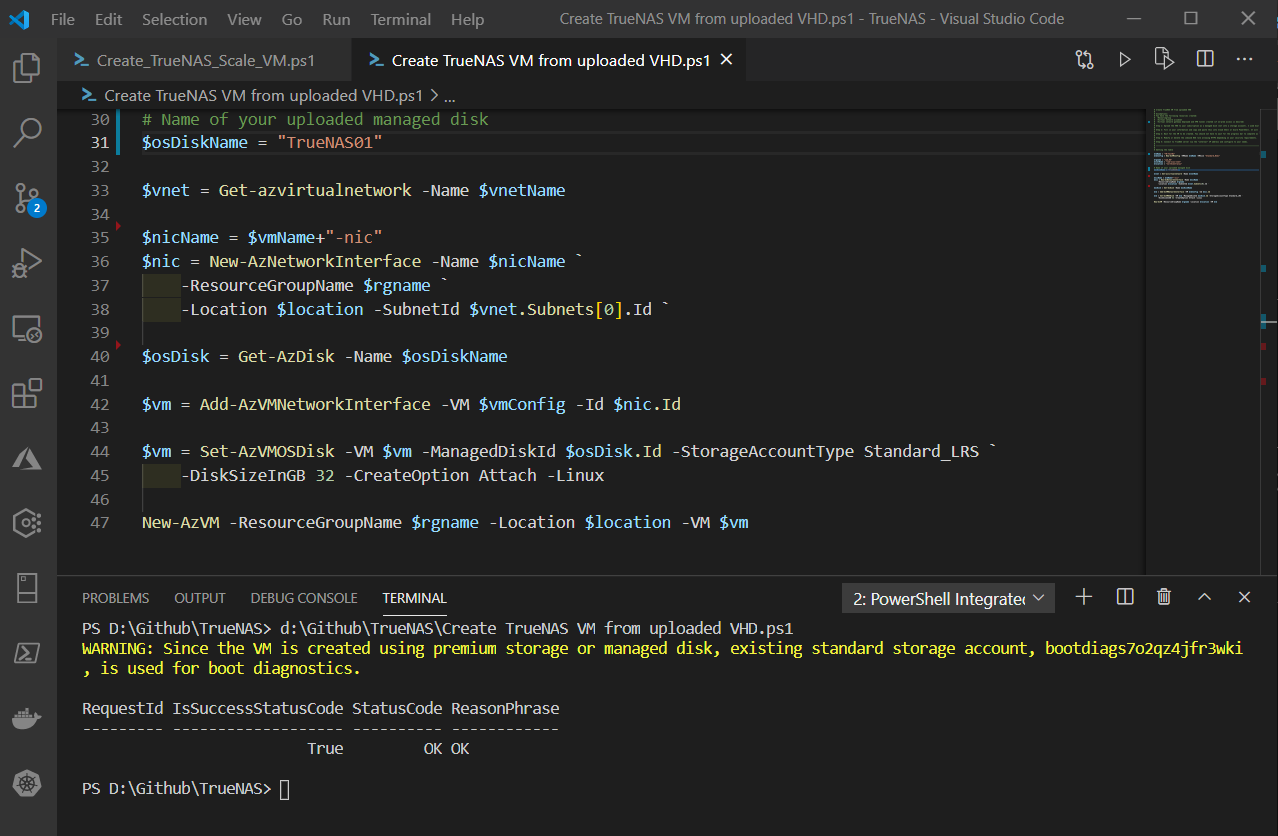 File Edit Selection View Go Run Terminal Help Create TrueNAS VM from uploaded VHD.ps1 - TrueNAS - Visual Studio Code
Create_TrueNAS_Scale_VM.ps1 Create TrueNAS VM from uploaded VHD.ps1
Create TrueNAS VM from uploaded VHD.ps1 > ...
30 # Name of your uploaded managed disk
31 $osDiskName = "TrueNAS01"
32
33 $vnet = Get-azvirtualnetwork -Name $vnetName
34
35 $nicName = $vmName+"-nic"
36 $nic = New-AzNetworkInterface -Name $nicName `
37 -ResourceGroupName $rgname `
38 -Location $location -SubnetId $vnet.Subnets[0].Id `
39
40 $osDisk = Get-AzDisk -Name $osDiskName
41
42 $vm = Add-AzVMNetworkInterface -VM $vmConfig -Id $nic.Id
43
44 $vm = Set-AzVMOSDisk -VM $vm -ManagedDiskId $osDisk.Id -StorageAccountType Standard_LRS `
45 -DiskSizeInGB 32 -CreateOption Attach -Linux
46
47 New-AzVM -ResourceGroupName $rgname -Location $location -VM $vm
2
PROBLEMS OUTPUT DEBUG CONSOLE TERMINAL 2: PowerShell Integrate
PS D:\Github\TrueNAS> d:\Github\TrueNAS\Create TrueNAS VM from uploaded VHD.ps1
WARNING: Since the VM is created using premium storage or managed disk, existing standard storage account, bootdiags7o2qz4jfr3wki
, is used for boot diagnostics.
RequestId IsSuccessStatusCode StatusCode ReasonPhrase
--------- ------------------- ---------- ------------
True OK OK
PS D:\Github\TrueNAS>